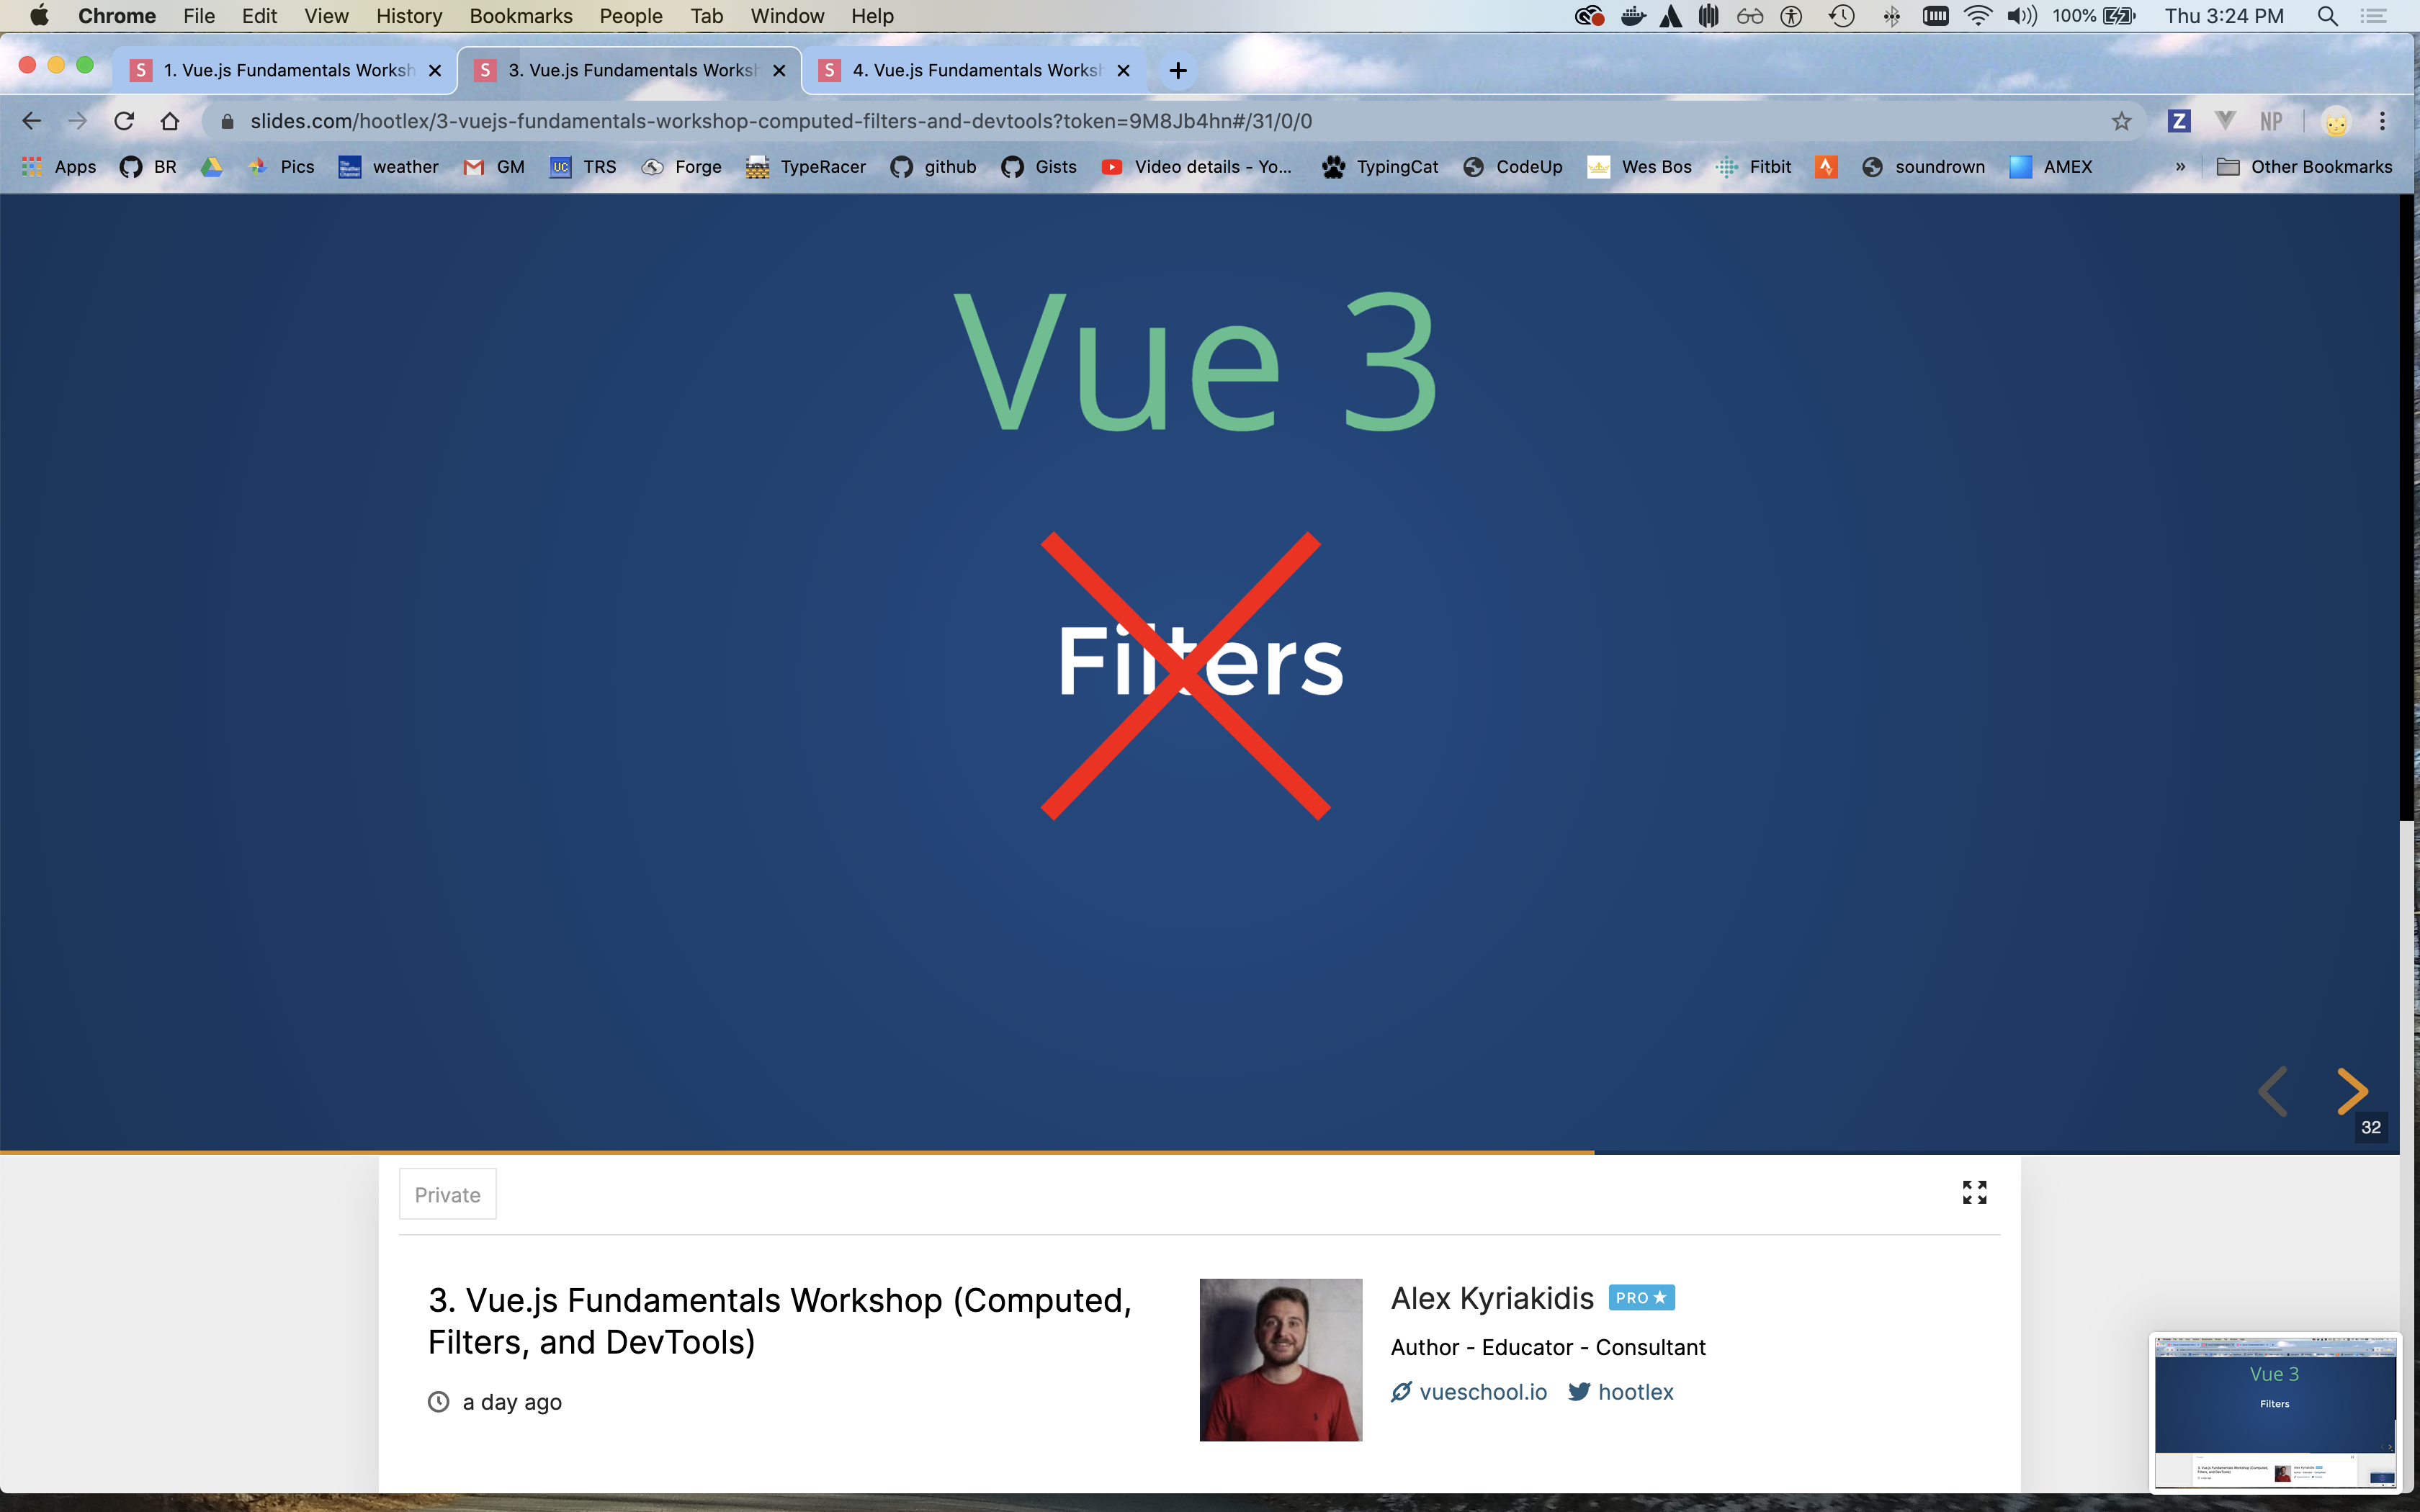 Chrome File Edit View History Bookmarks People Tab Window Help 100% Thu 3:24 PM
S 1. Vue.js Fundamentals Worksh S 3. Vue.js Fundamentals Worksh S 4. Vue.js Fundamentals Works
slides.com/hootlex/3-vuejs-fundamentals-workshop-computed-filters-and-devtools?token=9M8Jb4hn#/31/0/0 Z NP
Apps BR Pics weather GM UC TRS Forge TypeRacer github Gists Video details - Yo... TypingCat CodeUp Wes Bos Fitbit soundrown AMEX » Other Bookmarks
Vue 3
Filters
32
Private
3. Vue.js Fundamentals Workshop (Computed,
Filters, and DevTools)
a day ago
Alex Kyriakidis PRO
Author - Educator - Consultant
vueschool.io hootlex
Vue 3
Filters